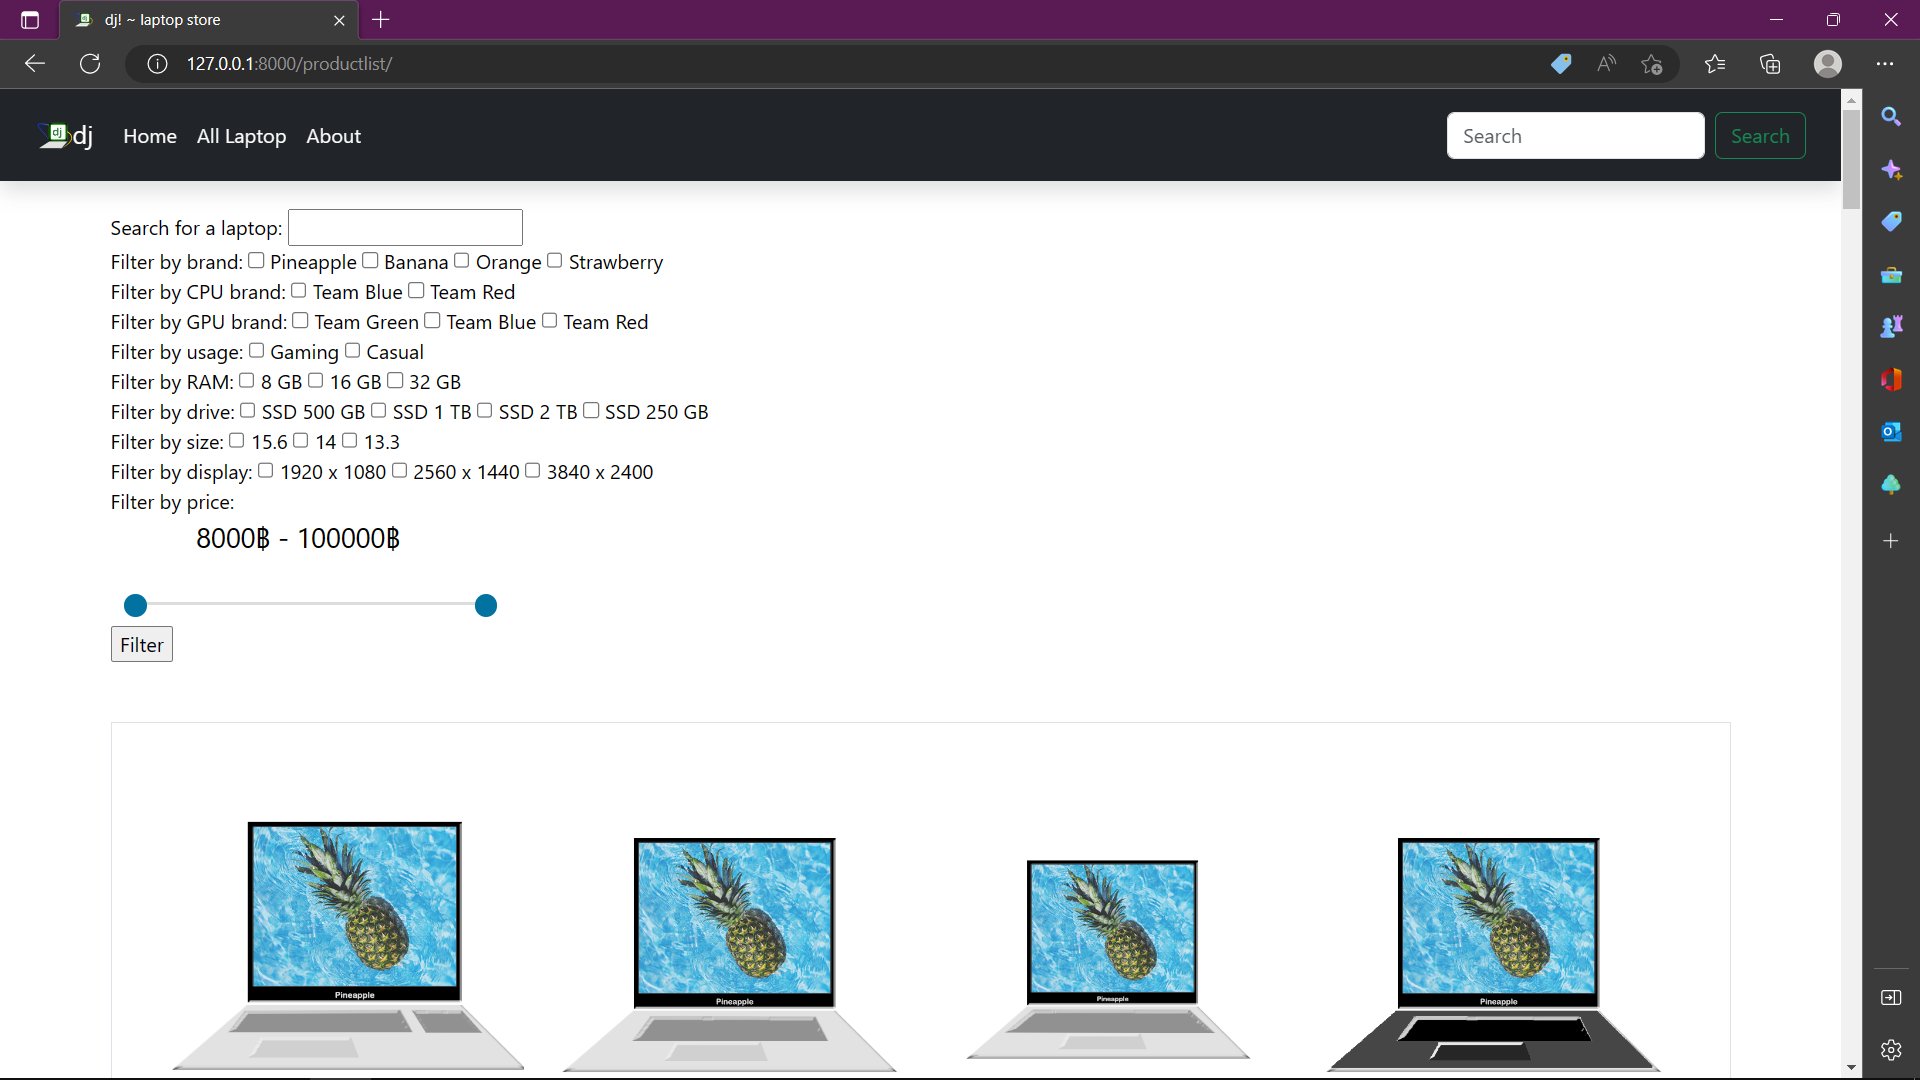 dj! ~ laptop store
127.0.0.1:8000/productlist/
dj dj Home All Laptop About Search Search
Search for a laptop:
Filter by brand: Pineapple Banana Orange Strawberry
Filter by CPU brand: Team Blue Team Red
Filter by GPU brand: Team Green Team Blue Team Red
Filter by usage: Gaming Casual
Filter by RAM: 8 GB 16 GB 32 GB
Filter by drive: SSD 500 GB SSD 1 TB SSD 2 TB SSD 250 GB
Filter by size: 15.6 14 13.3
Filter by display: 1920 x 1080 2560 x 1440 3840 x 2400
Filter by price:
8000฿ - 100000฿
Filter
Pineapple Pineapple Pineapple Pineapple